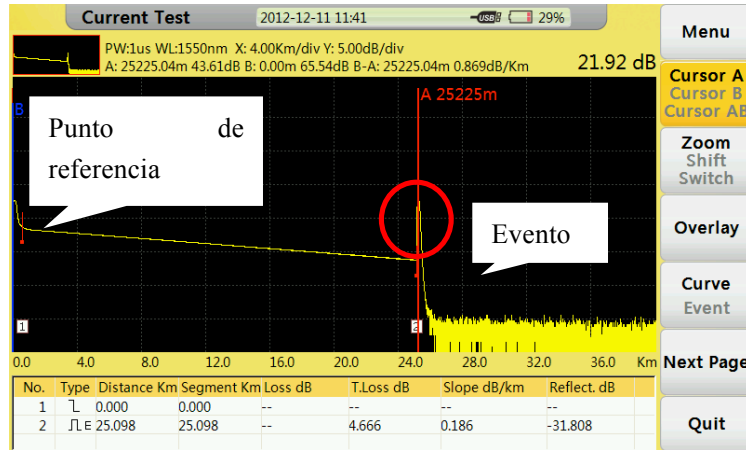 Current Test 2012-12-11 11:41 USB 29%
PW:1us WL:1550nm X: 4.00Km/div Y: 5.00dB/div
A: 25225.04m 43.61dB B: 0.00m 65.54dB B-A: 25225.04m 0.869dB/Km 21.92 dB
A 25225m
B
Punto de
referencia
Evento
1 2
0.0 4.0 8.0 12.0 16.0 20.0 24.0 28.0 32.0 36.0 Km
No. Type Distance Km Segment Km Loss dB T.Loss dB Slope dB/km Reflect. dB
1 0.000 0.000 -- -- -- --
2 E 25.098 25.098 -- 4.666 0.186 -31.808
Menu
Cursor A
Cursor B
Cursor AB
Zoom
Shift
Switch
Overlay
Curve
Event
Next Page
Quit